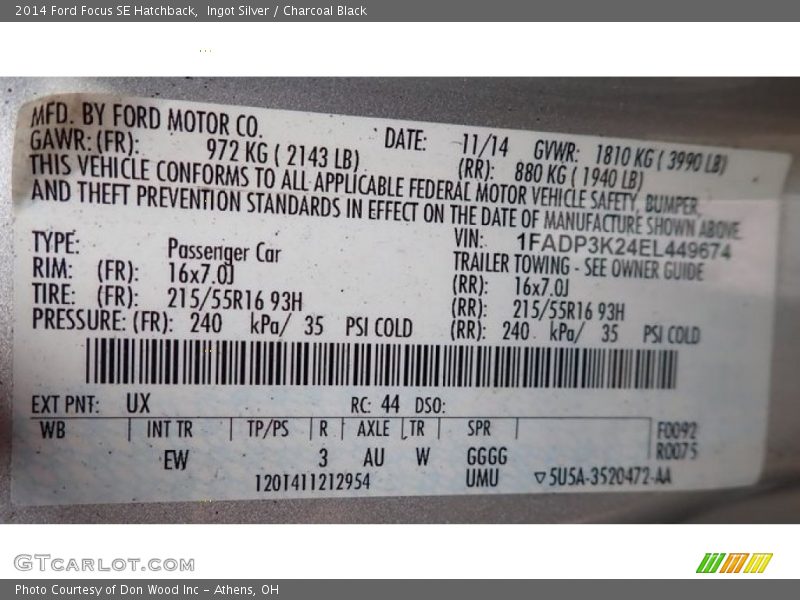 2014 Ford Focus SE Hatchback,  Ingot Silver / Charcoal Black
MFD. BY FORD MOTOR CO. DATE: 11/14 GVWR: 1810 KG ( 3990 LB)
GAWR: (FR): 972 KG ( 2143 LB) (RR): 880 KG ( 1940 LB)
THIS VEHICLE CONFORMS TO ALL APPLICABLE FEDERAL MOTOR VEHICLE SAFETY, BUMPER,
AND THEFT PREVENTION STANDARDS IN EFFECT ON THE DATE OF MANUFACTURE SHOWN ABOVE.
VIN: 1FADP3K24EL449674
TYPE: Passenger Car TRAILER TOWING - SEE OWNER GUIDE
RIM: (FR): 16x7.0J (RR): 16x7.0J
TIRE: (FR): 215/55R16 93H (RR): 215/55R16 93H
PRESSURE: (FR): 240 kPa/ 35 PSI COLD (RR): 240 kPa/ 35 PSI COLD
EXT PNT: UX RC: 44 DSO:
WB INT TR TP/PS R AXLE TR SPR F0092
EW 3 AU W GGGG R0075
120T411212954 UMU ▽5U5A-3520472-AA
GTCARLOT.COM
Photo Courtesy of Don Wood Inc – Athens, OH